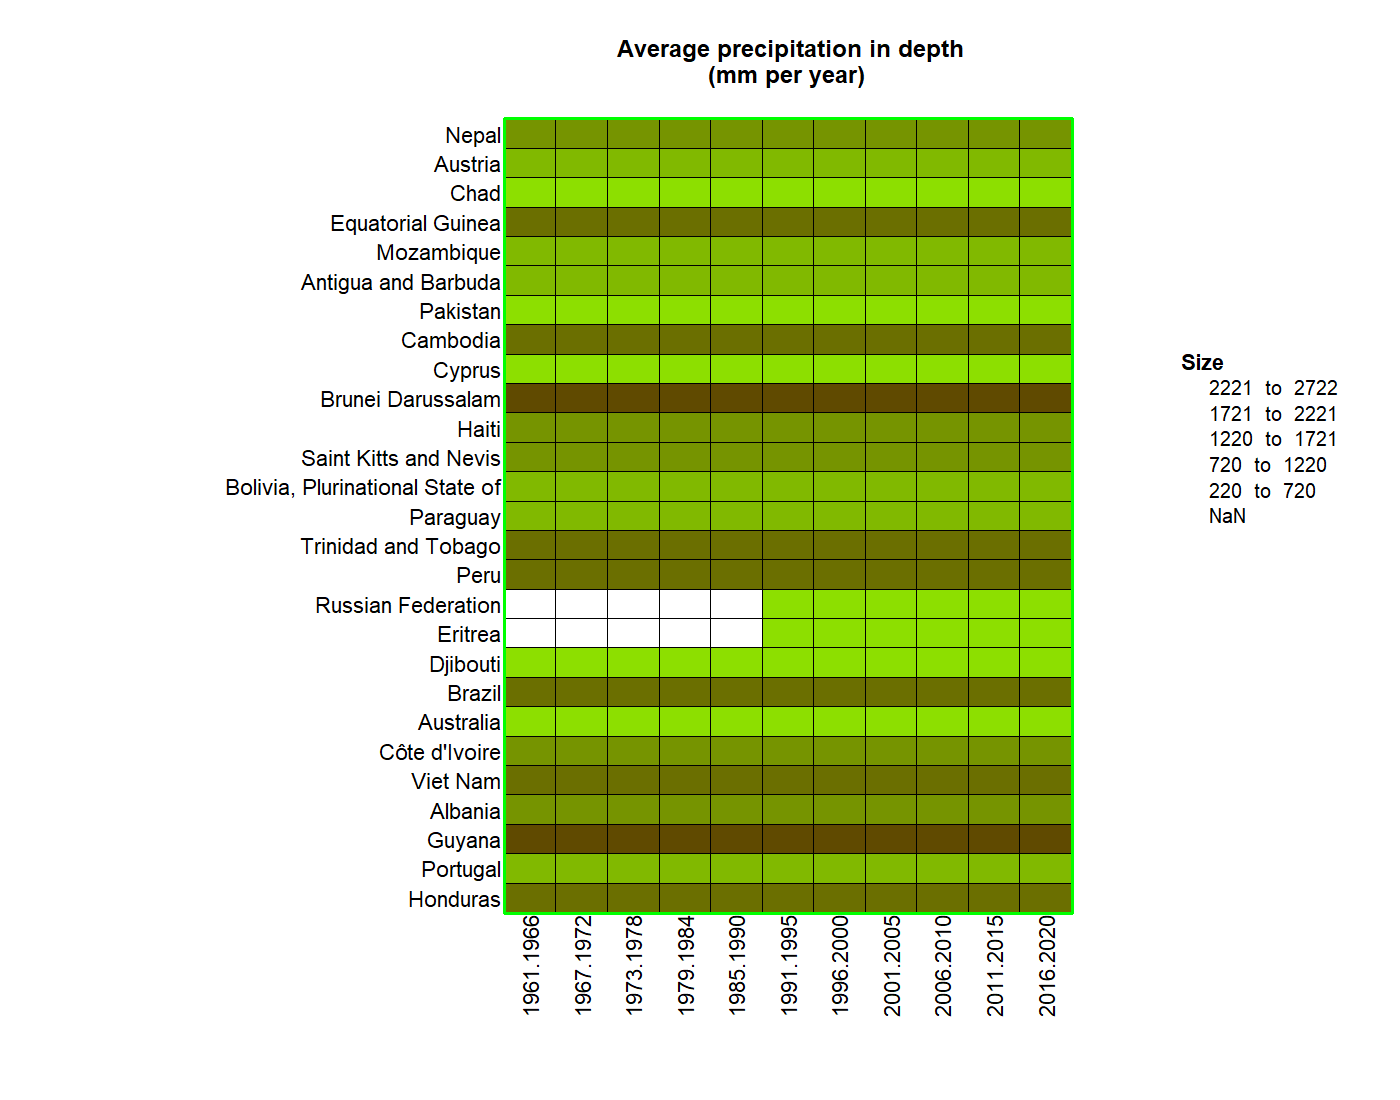 Average precipitation in depth
(mm per year)
Nepal
Austria
Chad
Equatorial Guinea
Mozambique
Antigua and Barbuda
Pakistan
Cambodia
Cyprus
Brunei Darussalam
Haiti
Saint Kitts and Nevis
Bolivia, Plurinational State of
Paraguay
Trinidad and Tobago
Peru
Russian Federation
Eritrea
Djibouti
Brazil
Australia
Côte d'Ivoire
Viet Nam
Albania
Guyana
Portugal
Honduras
1961.1966
1967.1972
1973.1978
1979.1984
1985.1990
1991.1995
1996.2000
2001.2005
2006.2010
2011.2015
2016.2020
Size
2221 to 2722
1721 to 2221
1220 to 1721
720 to 1220
220 to 720
NaN